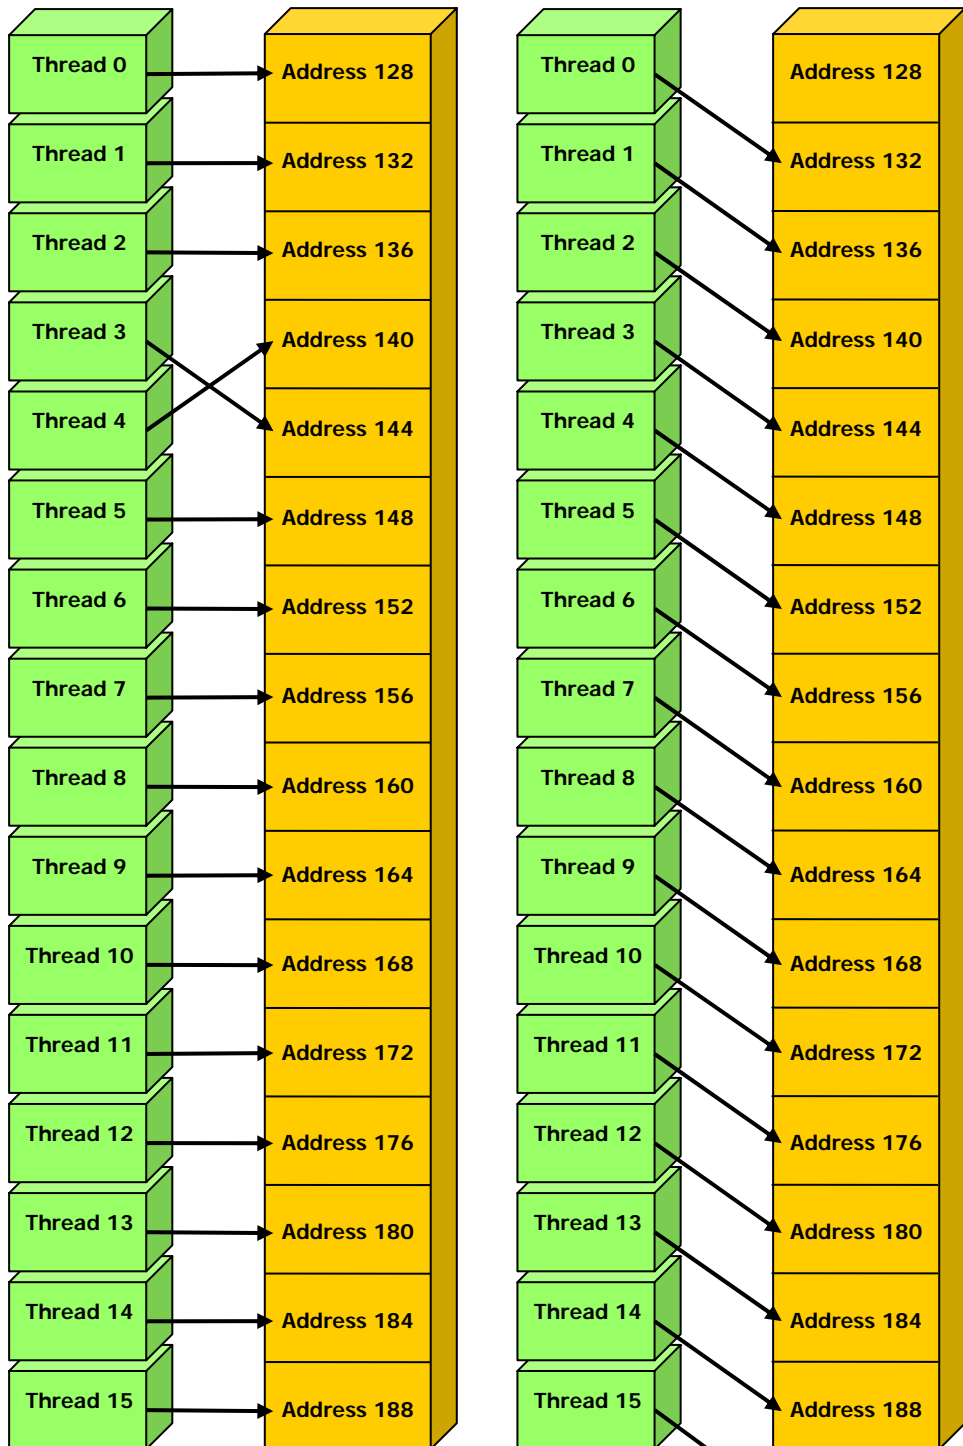 Thread 0 Address 128 Thread 0 Address 128
Thread 1 Address 132 Thread 1 Address 132
Thread 2 Address 136 Thread 2 Address 136
Thread 3 Address 140 Thread 3 Address 140
Thread 4 Address 144 Thread 4 Address 144
Thread 5 Address 148 Thread 5 Address 148
Thread 6 Address 152 Thread 6 Address 152
Thread 7 Address 156 Thread 7 Address 156
Thread 8 Address 160 Thread 8 Address 160
Thread 9 Address 164 Thread 9 Address 164
Thread 10 Address 168 Thread 10 Address 168
Thread 11 Address 172 Thread 11 Address 172
Thread 12 Address 176 Thread 12 Address 176
Thread 13 Address 180 Thread 13 Address 180
Thread 14 Address 184 Thread 14 Address 184
Thread 15 Address 188 Thread 15 Address 188